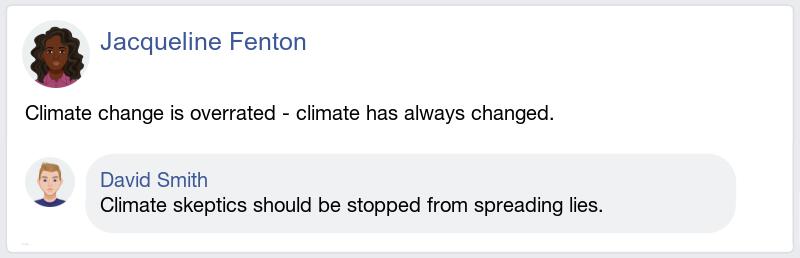 Jacqueline Fenton
Climate change is overrated - climate has always changed.
David Smith
Climate skeptics should be stopped from spreading lies.